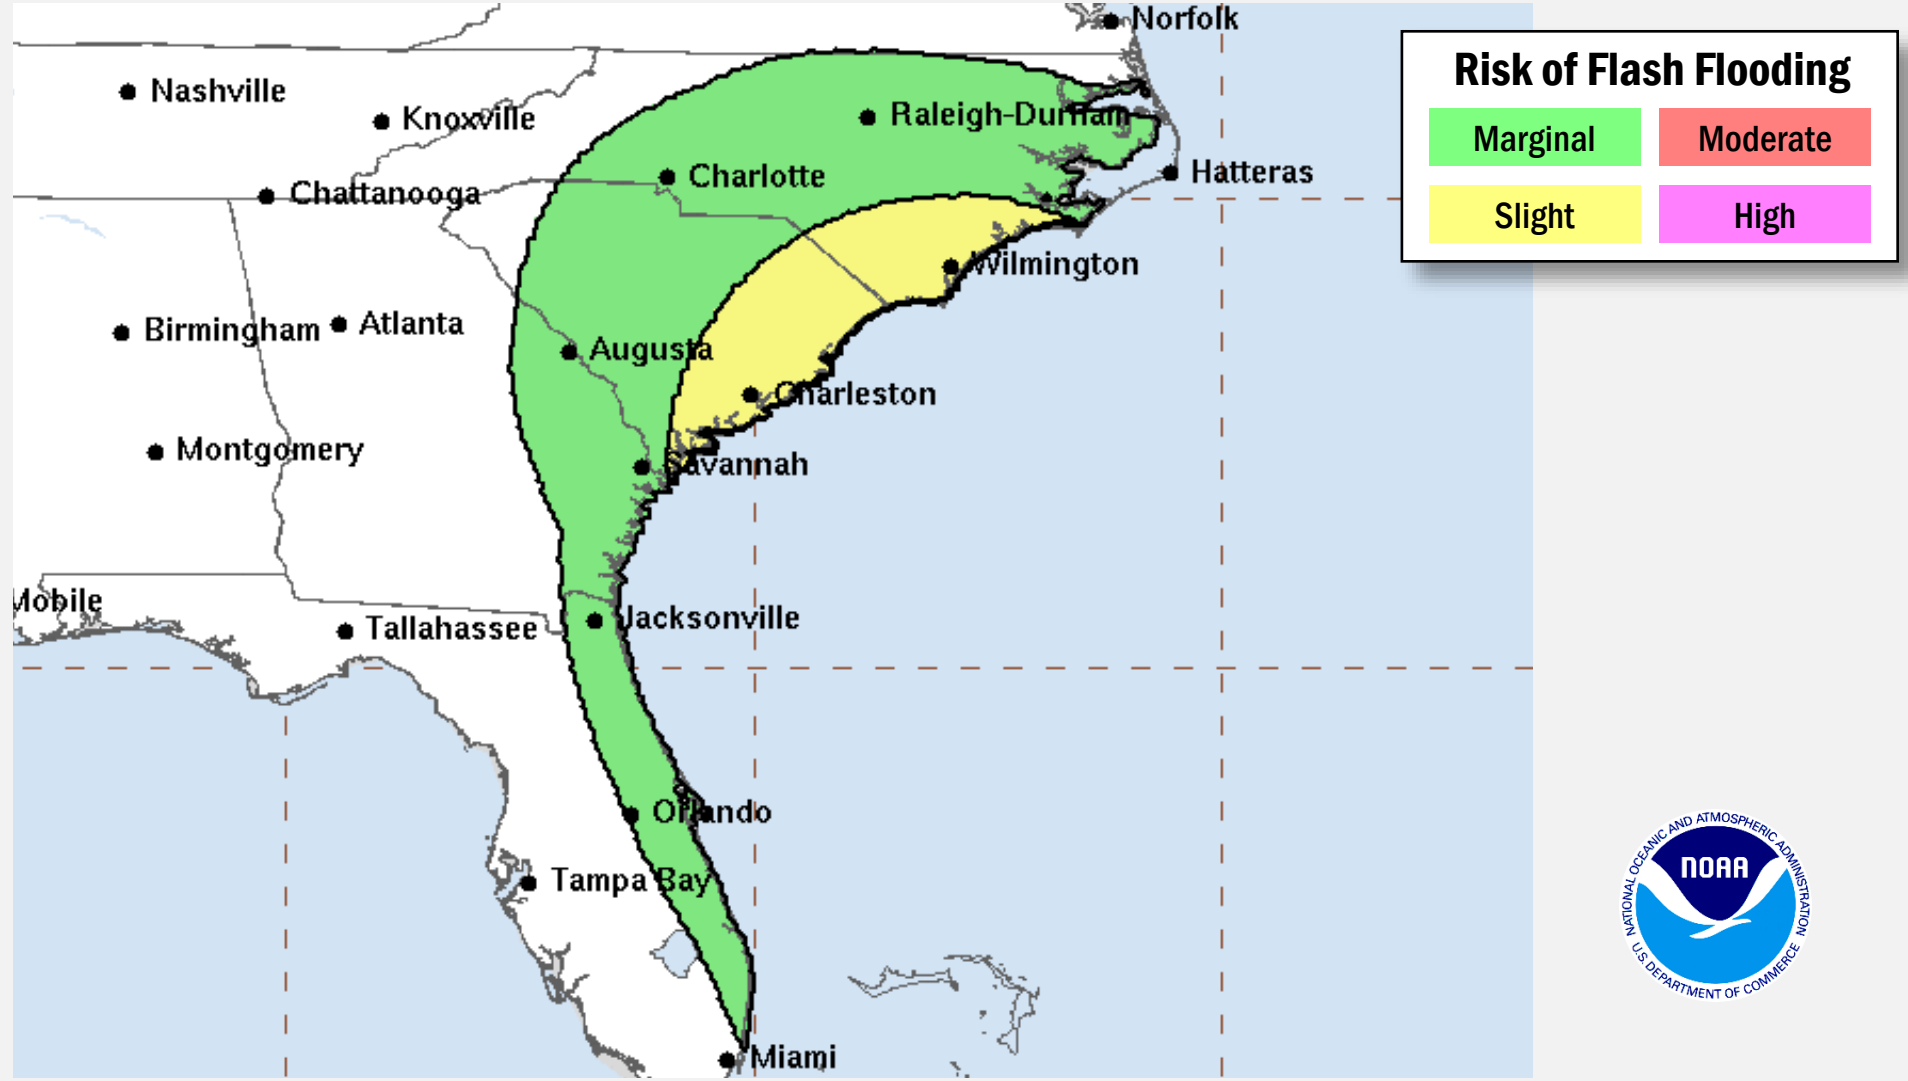 Norfolk
Risk of Flash Flooding
Marginal
Moderate
Slight
High
Nashville
Knoxville
Raleigh-Durham
Charlotte
Hatteras
Chattanooga
Wilmington
Birmingham
Atlanta
Augusta
Charleston
Montgomery
Savannah
Mobile
Tallahassee
Jacksonville
Orlando
Tampa Bay
Miami
NATIONAL OCEANIC AND ATMOSPHERIC ADMINISTRATION
NOAA
U.S. DEPARTMENT OF COMMERCE